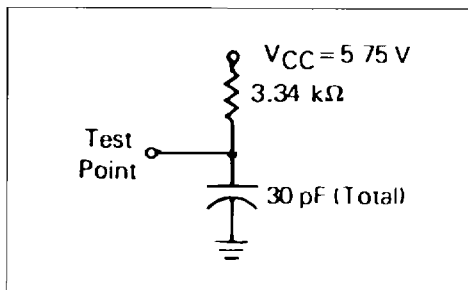 VCC = 5 75 V
3.34 kΩ
Test
Point
30 pF (Total)